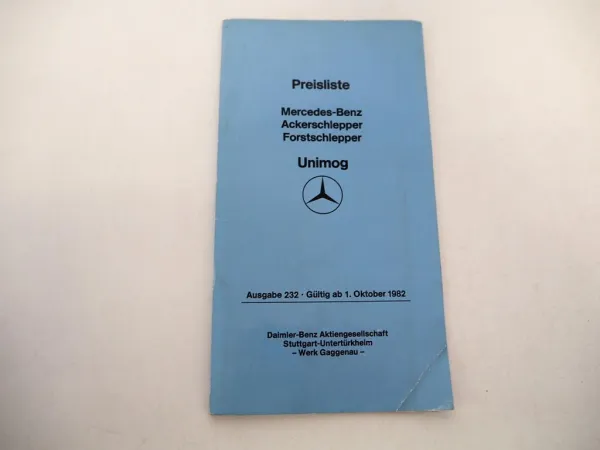 Preisliste
Mercedes-Benz
Ackerschlepper
Forstschlepper
Unimog
Ausgabe 232 · Gültig ab 1. Oktober 1982
Daimler-Benz Aktiengesellschaft
Stuttgart-Untertürkheim
– Werk Gaggenau –